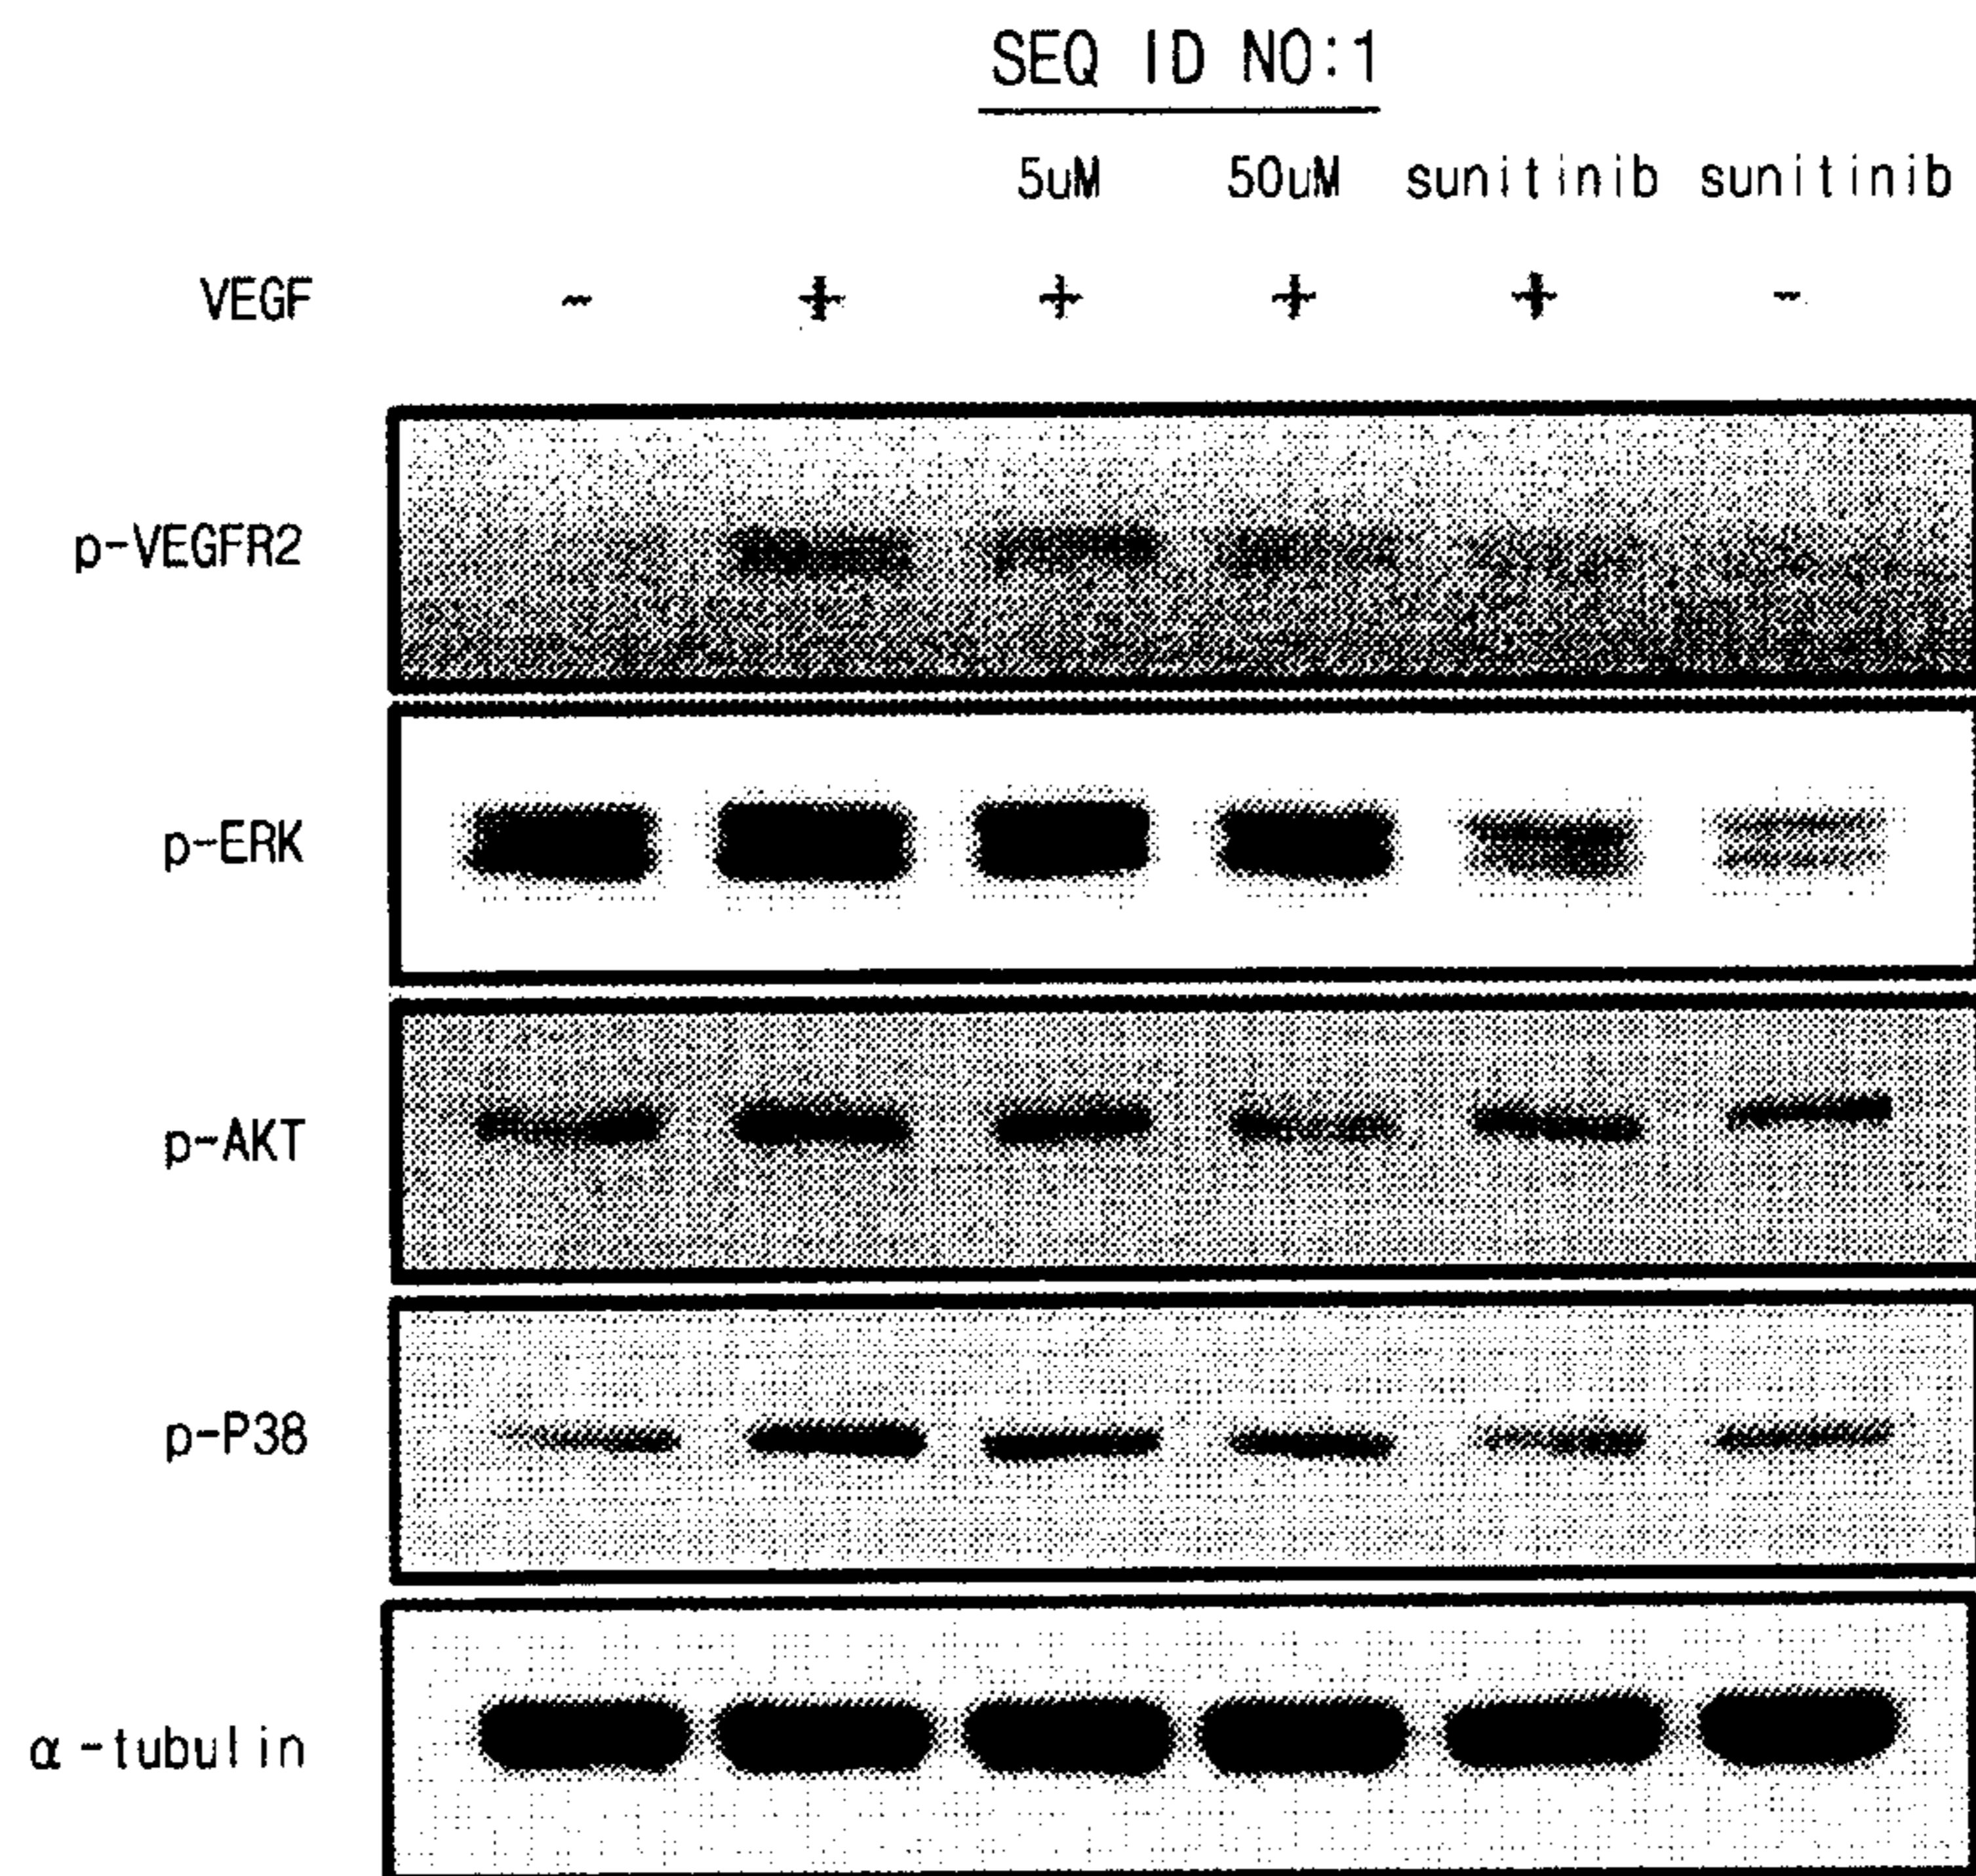 SEQ ID NO:1
5uM 50uM sunitinib sunitinib
VEGF - + + + + -
p-VEGFR2
p-ERK
p-AKT
p-P38
α-tubulin